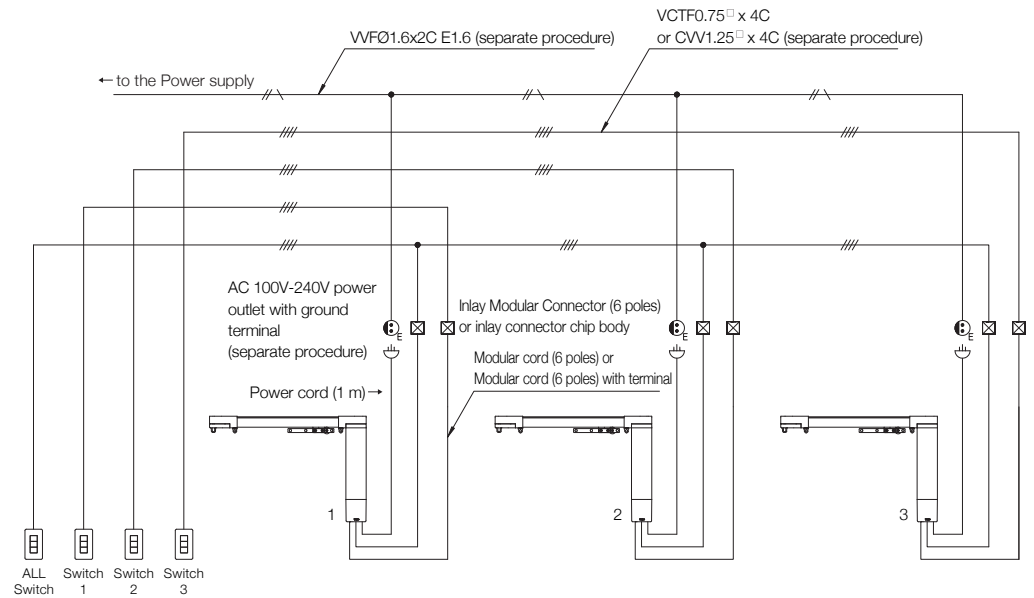 VCTF0.75□ x 4C
or CVV1.25□ x 4C (separate procedure)
VVFØ1.6x2C E1.6 (separate procedure)
← to the Power supply
AC 100V-240V power
outlet with ground
terminal
(separate procedure)
Inlay Modular Connector (6 poles)
or inlay connector chip body
E
E
E
Modular cord (6 poles) or
Modular cord (6 poles) with terminal
Power cord (1 m)→
1
2
3
ALL
Switch
Switch
1
Switch
2
Switch
3